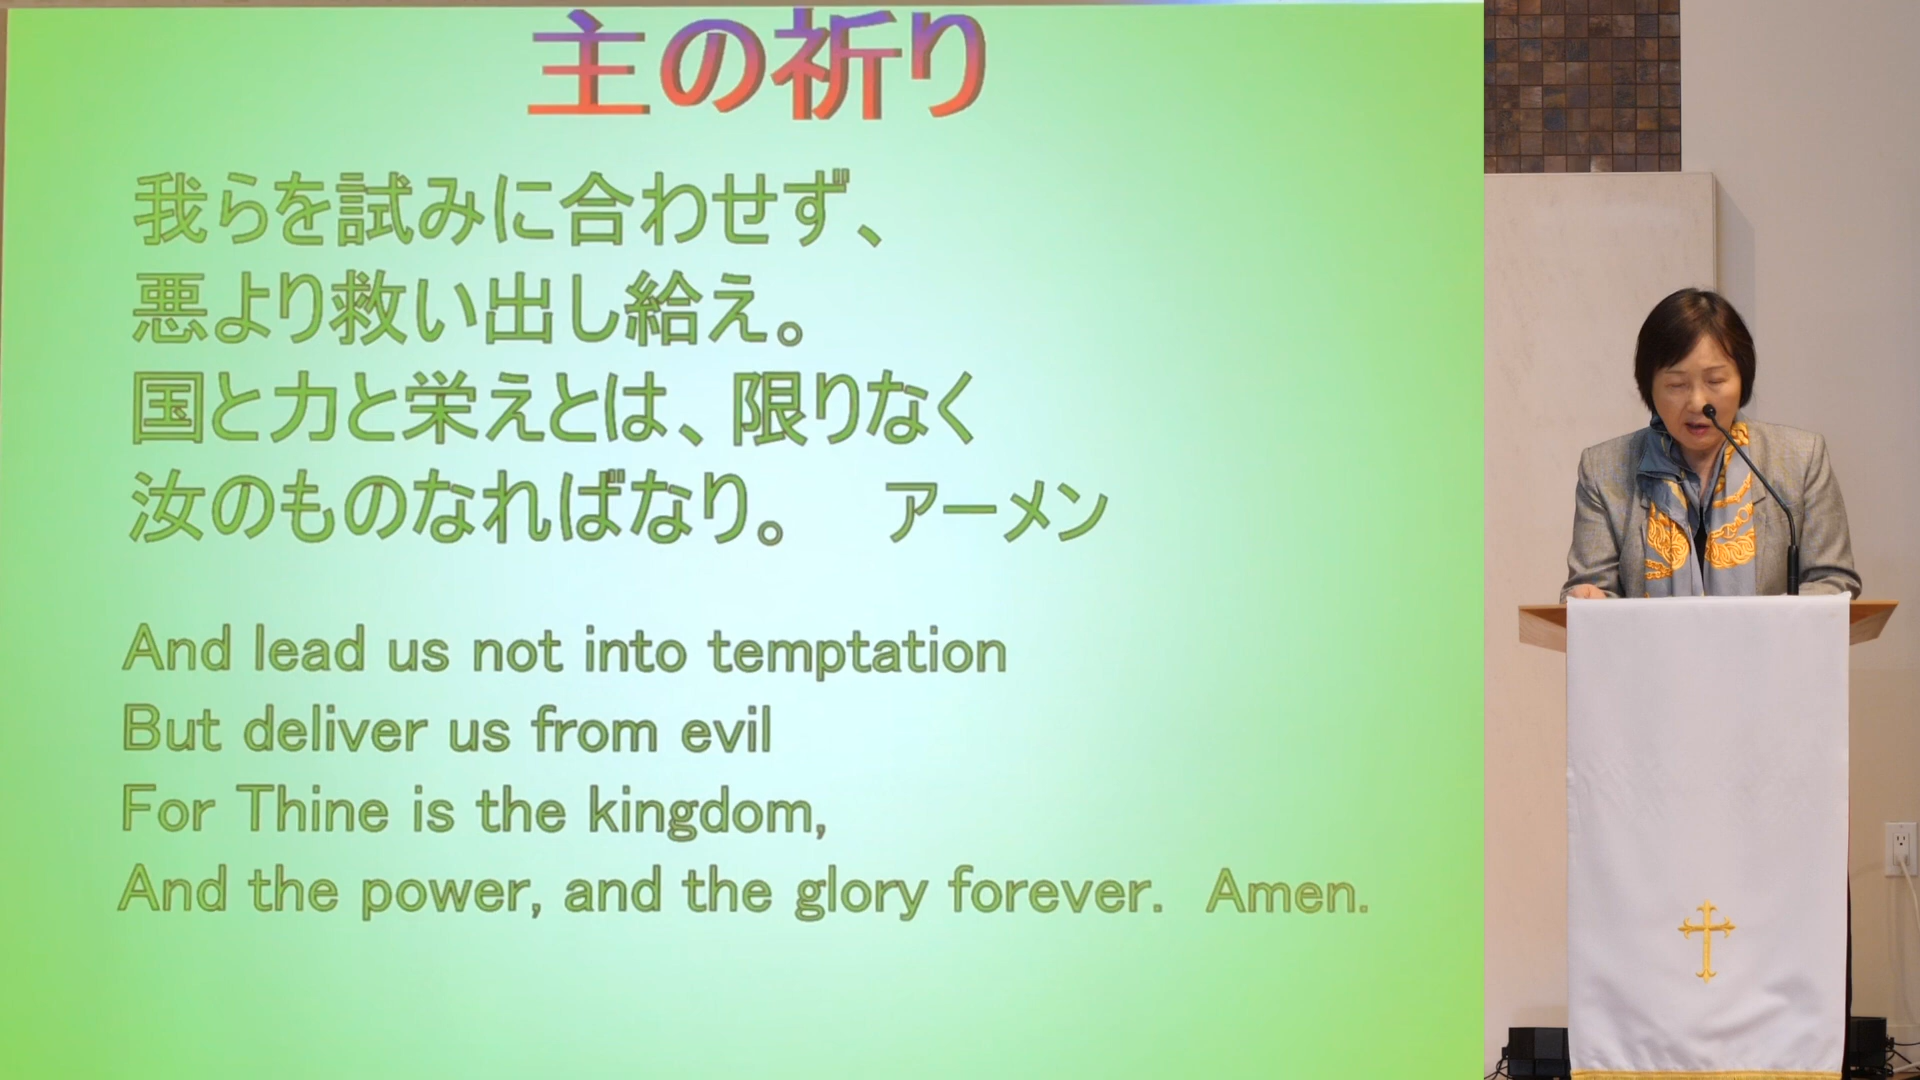 主の祈り
我らを試みに合わせず、
悪より救い出し給え。
国と力と栄えとは、限りなく
汝のものなればなり。　アーメン
And lead us not into temptation
But deliver us from evil
For Thine is the kingdom,
And the power, and the glory forever. Amen.